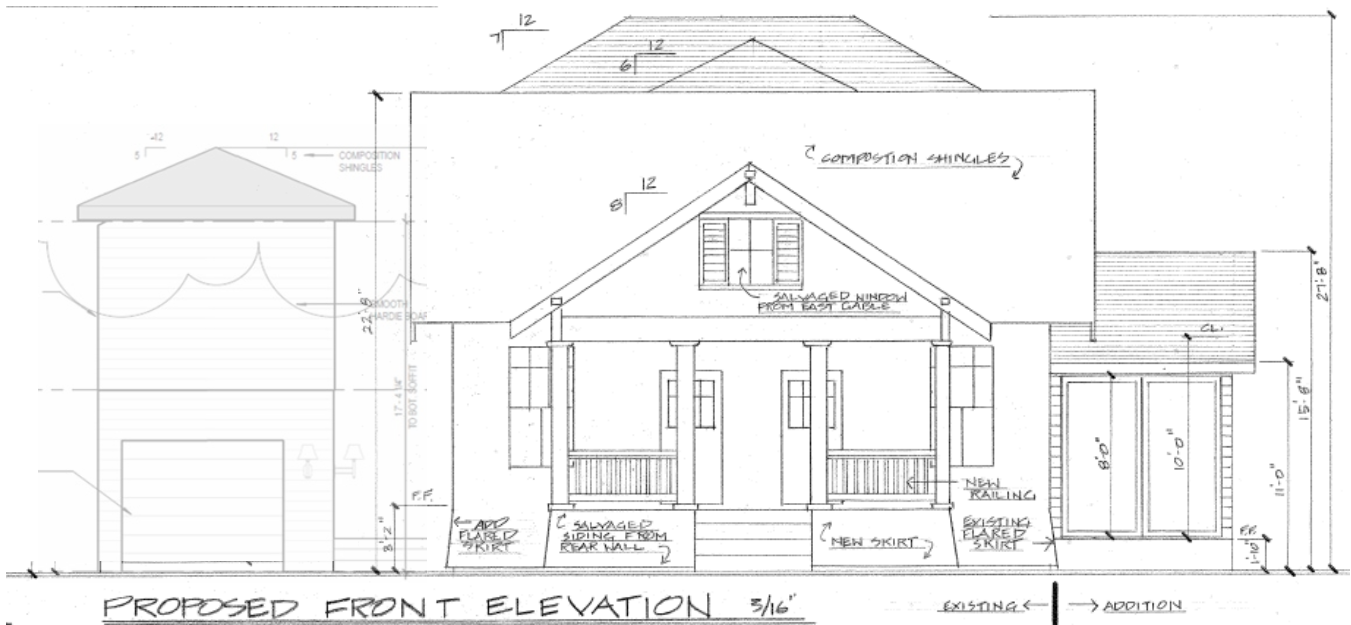 12
7
12
6
-12
12
5
5
COMPOSITION
SHINGLES
COMPOSTION SHINGLES
12
8
SALVAGED WINDOW
FROM EAST GABLE
22'-8"
27'-8"
15'-8"
11'-0"
CL.
SMOOTH
HARDIE SOAF
17'-4 1/4"
TO BOT. SOFFIT
8'-0"
10'-0"
F.F.
3'-2"
ADD
FLARED
SKIRT
SALVAGED
SIDING FROM
REAR WALL
NEW SKIRT
NEW
RAILING
EXISTING
FLARED
SKIRT
F.F.
1'-10"
PROPOSED FRONT ELEVATION 3/16"
EXISTING
ADDITION